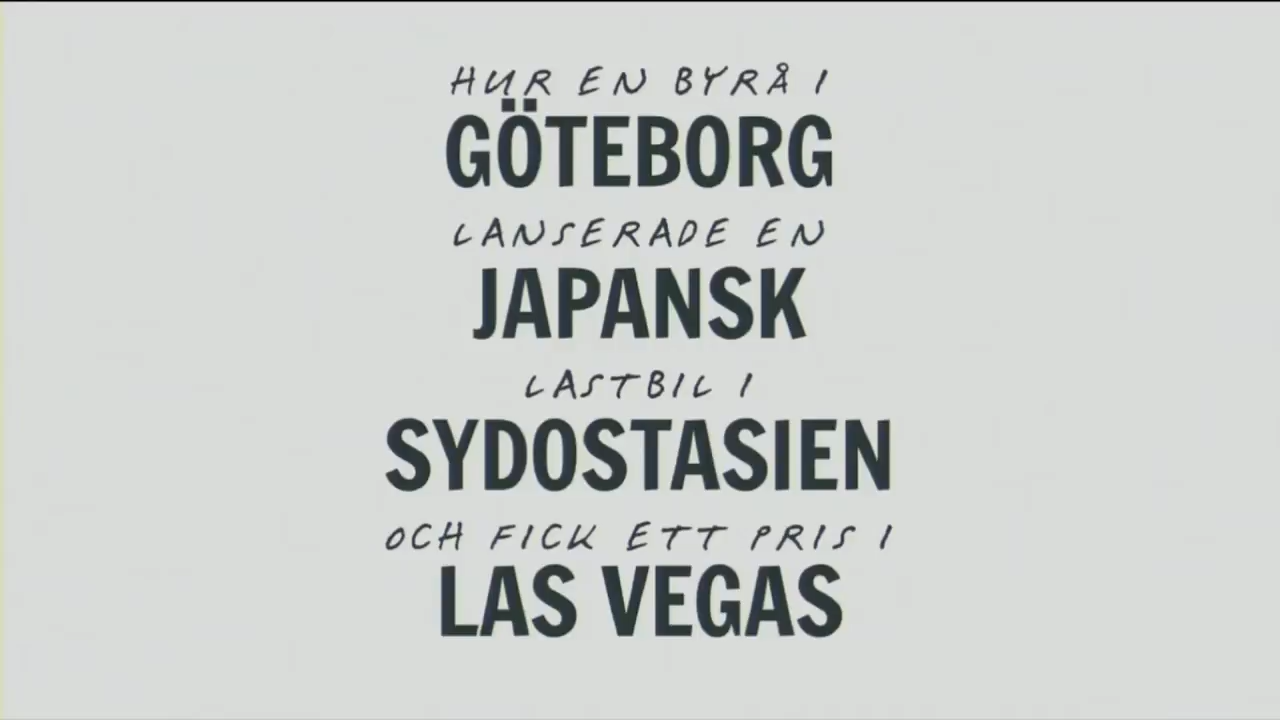 HUR EN BYRÅ I
GÖTEBORG
LANSERADE EN
JAPANSK
LASTBIL I
SYDOSTASIEN
OCH FICK ETT PRIS I
LAS VEGAS